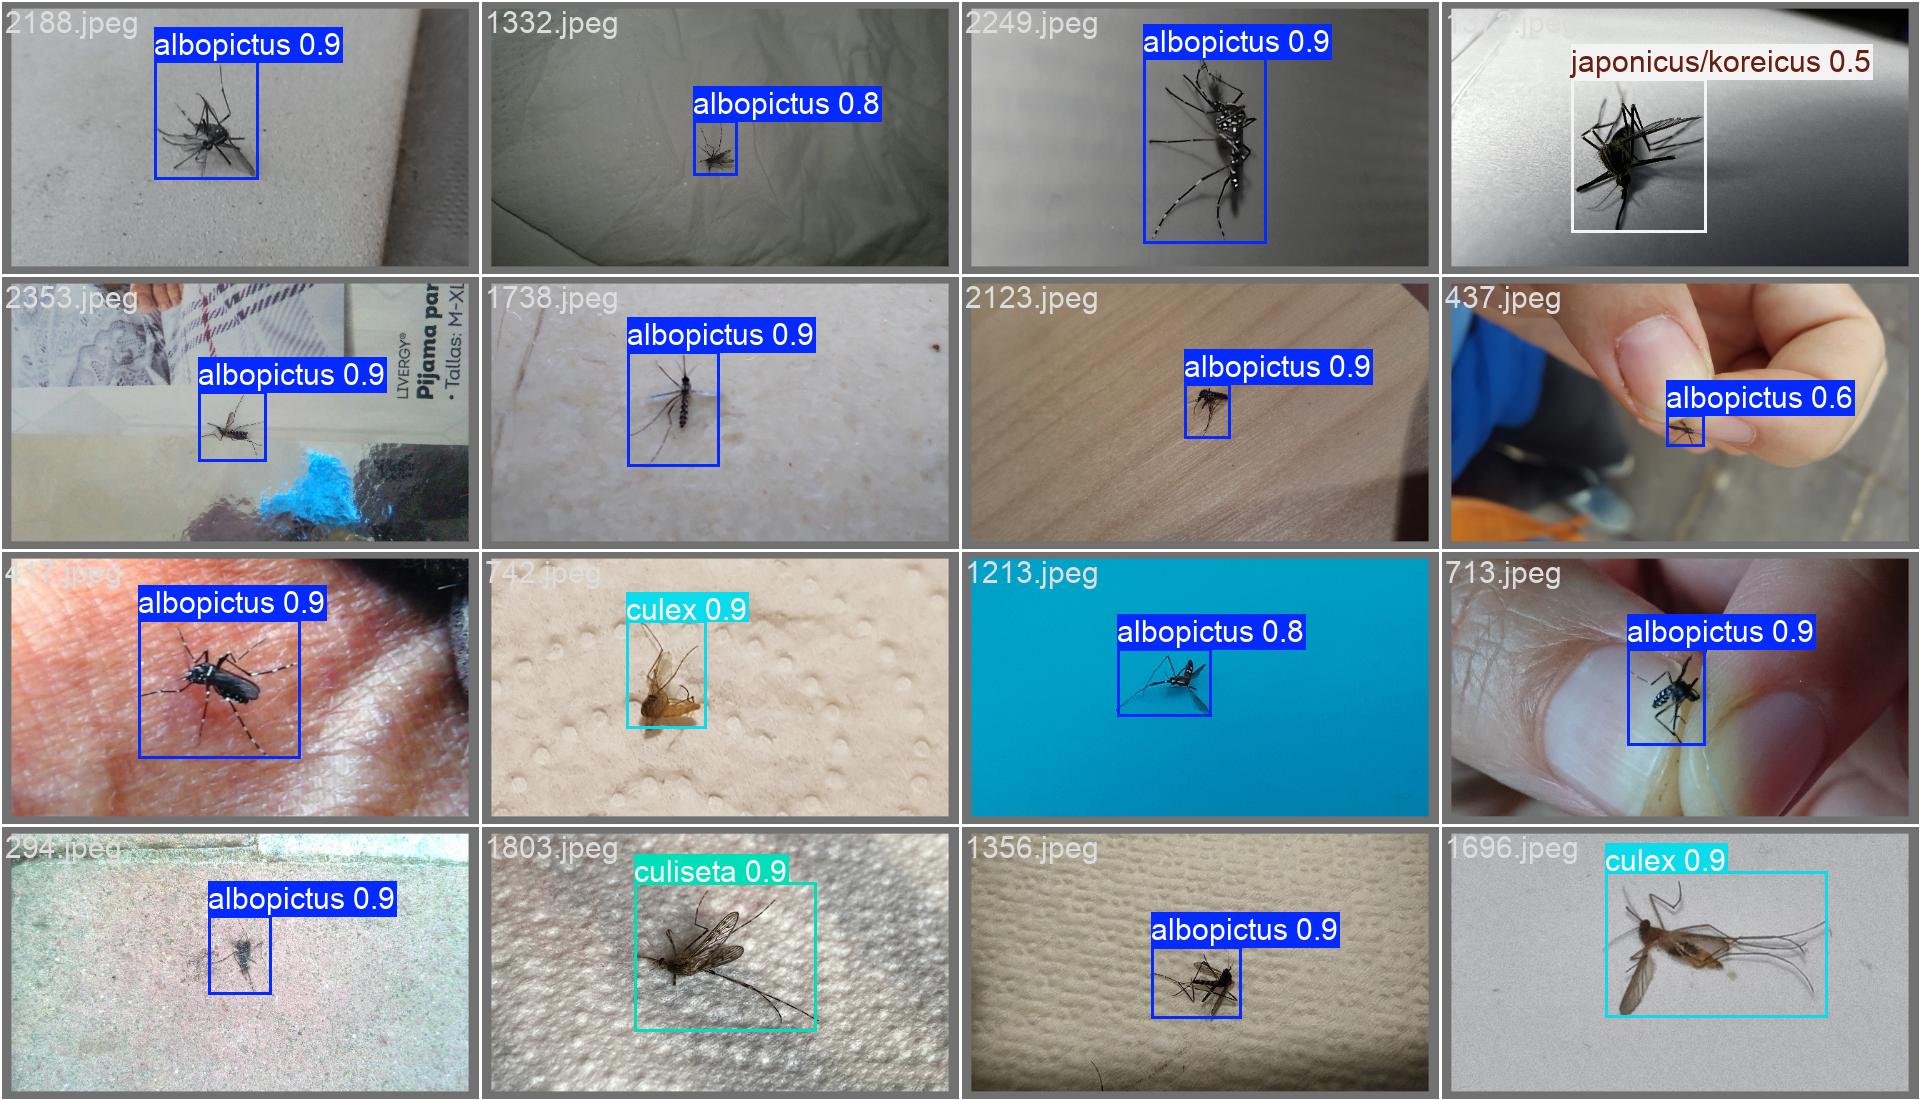 2188.jpeg
albopictus 0.9
1332.jpeg
albopictus 0.8
2249.jpeg
albopictus 0.9
japonicus/koreicus 0.5
2353.jpeg
albopictus 0.9
LIVERGY®
Pijama par
• Tallas: M-XL
1738.jpeg
albopictus 0.9
2123.jpeg
albopictus 0.9
437.jpeg
albopictus 0.6
417.jpeg
albopictus 0.9
742.jpeg
culex 0.9
1213.jpeg
albopictus 0.8
713.jpeg
albopictus 0.9
294.jpeg
albopictus 0.9
1803.jpeg
culiseta 0.9
1356.jpeg
albopictus 0.9
1696.jpeg
culex 0.9